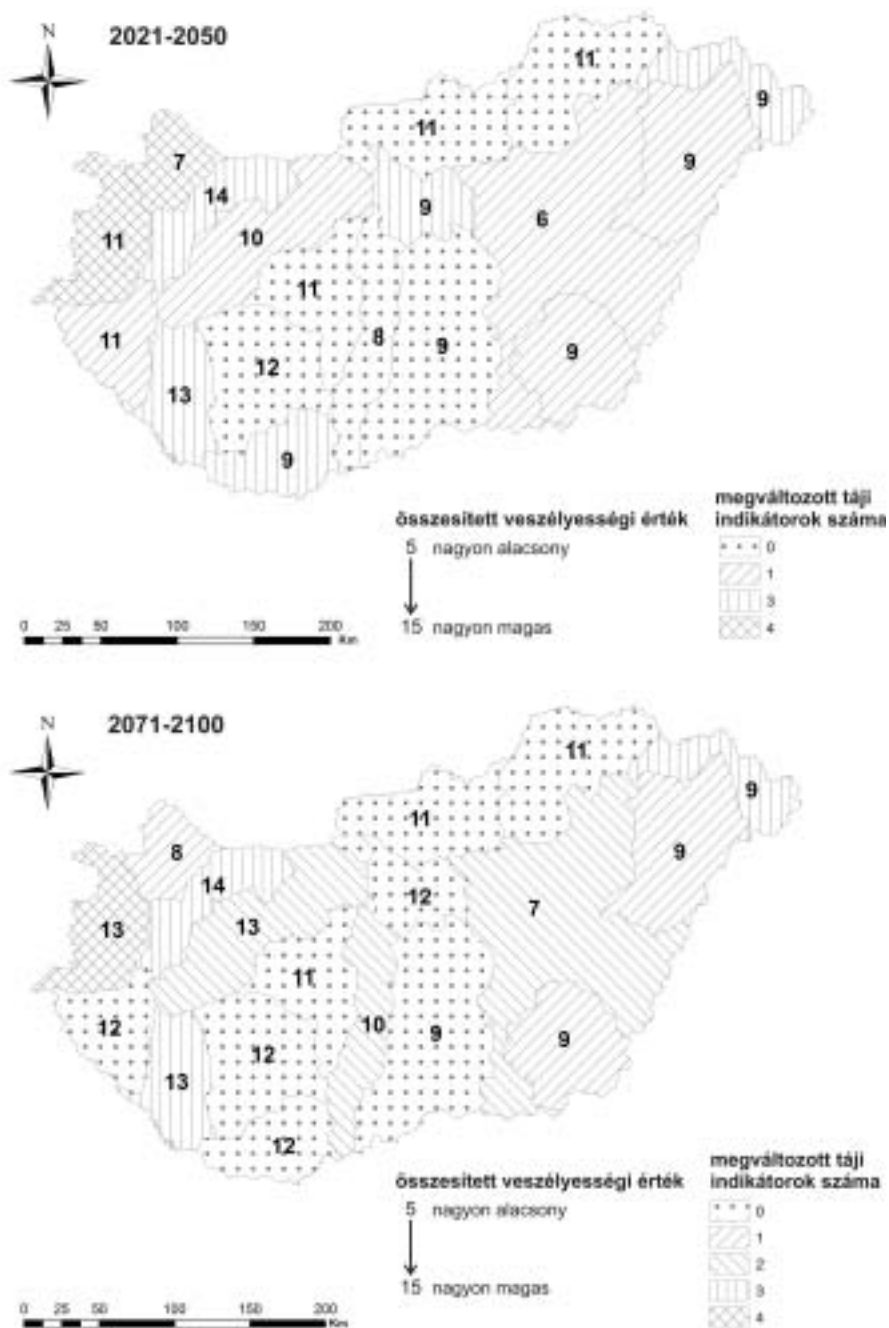 N
2021-2050
11
9
11
7
9
14
9
6
11
10
11
11
8
9
9
12
13
9
összesített veszélyességi érték
5 nagyon alacsony
15 nagyon magas
megváltozott táji
indikátorok száma
0
1
3
4
0 25 50 100 150 200
Km
N
2071-2100
11
9
11
8
9
14
12
7
13
13
11
10
9
9
12
12
13
12
összesített veszélyességi érték
5 nagyon alacsony
15 nagyon magas
megváltozott táji
indikátorok száma
0
1
2
3
4
0 25 50 100 150 200
Km